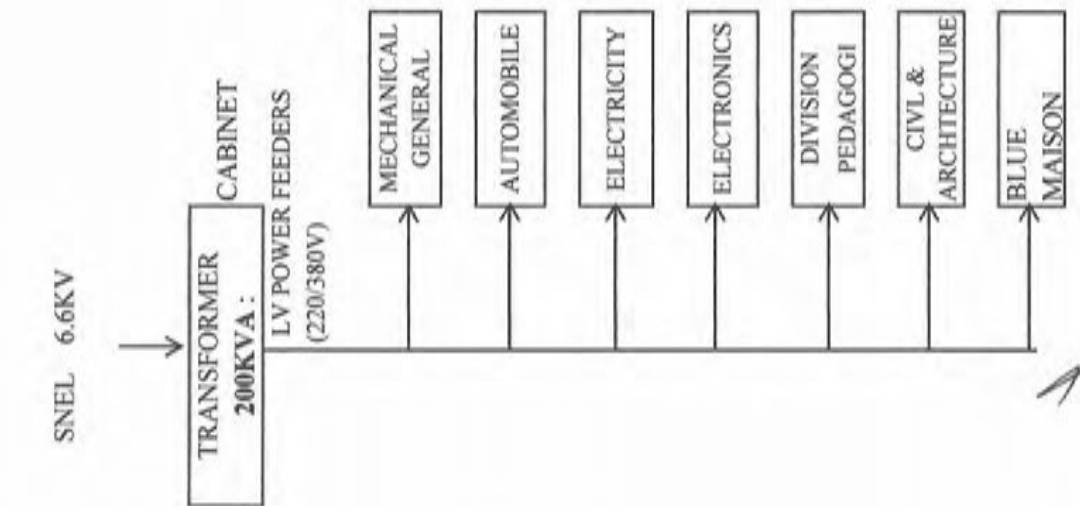 SNEL 6.6KV
TRANSFORMER
200KVA :
CABINET
LV POWER FEEDERS
(220/380V)
MECHANICAL
GENERAL
AUTOMOBILE
ELECTRICITY
ELECTRONICS
DIVISION
PEDAGOGI
CIVL &
ARCHTECTURE
BLUE
MAISON